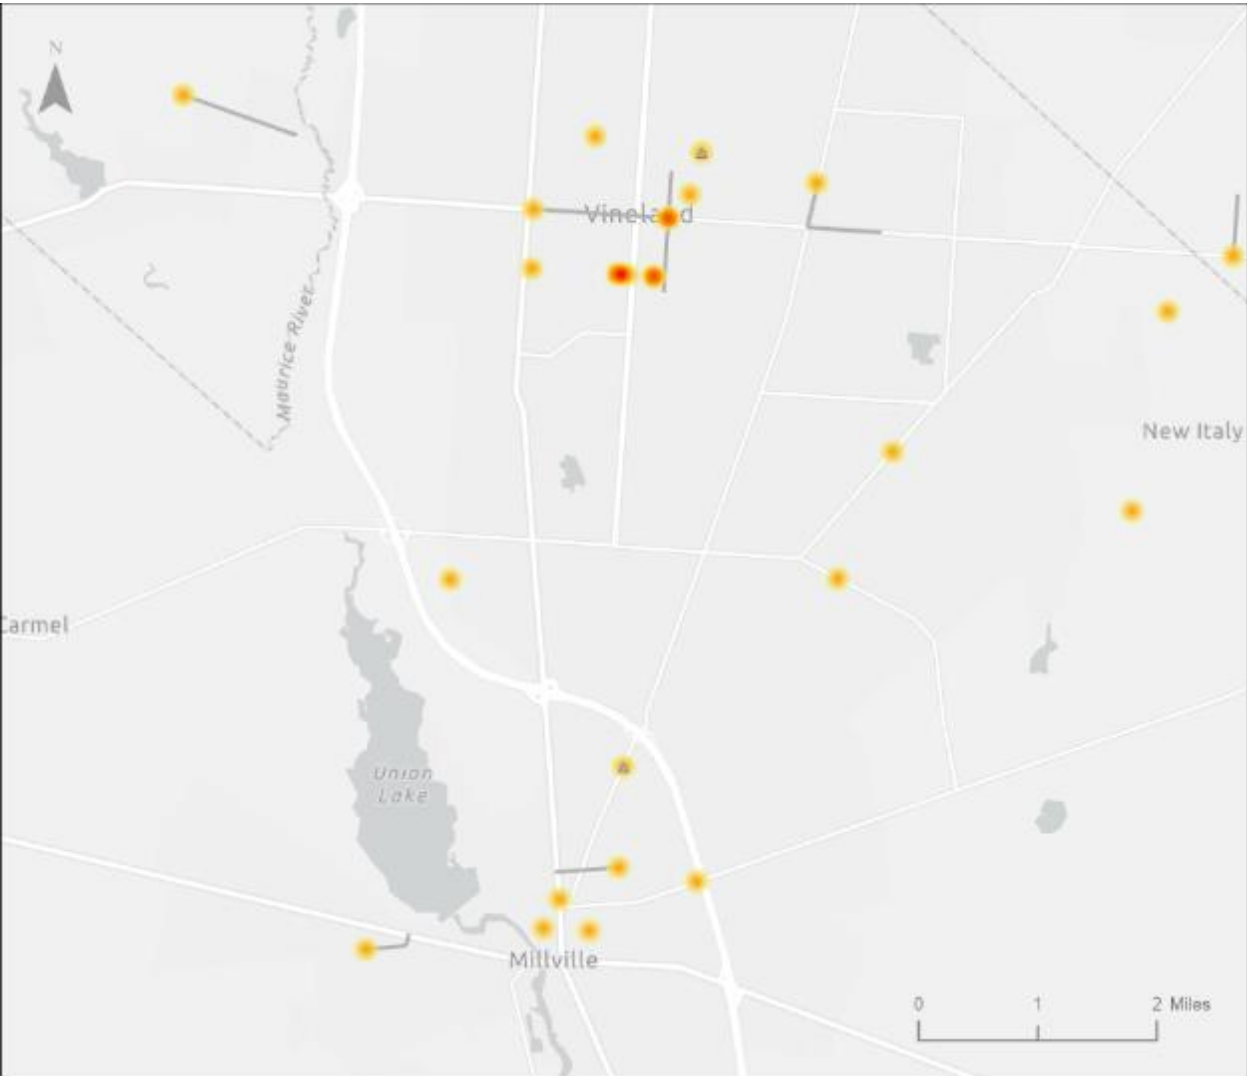 N
Vineland
Maurice River
New Italy
Carmel
Union
Lake
Millville
0 1 2 Miles